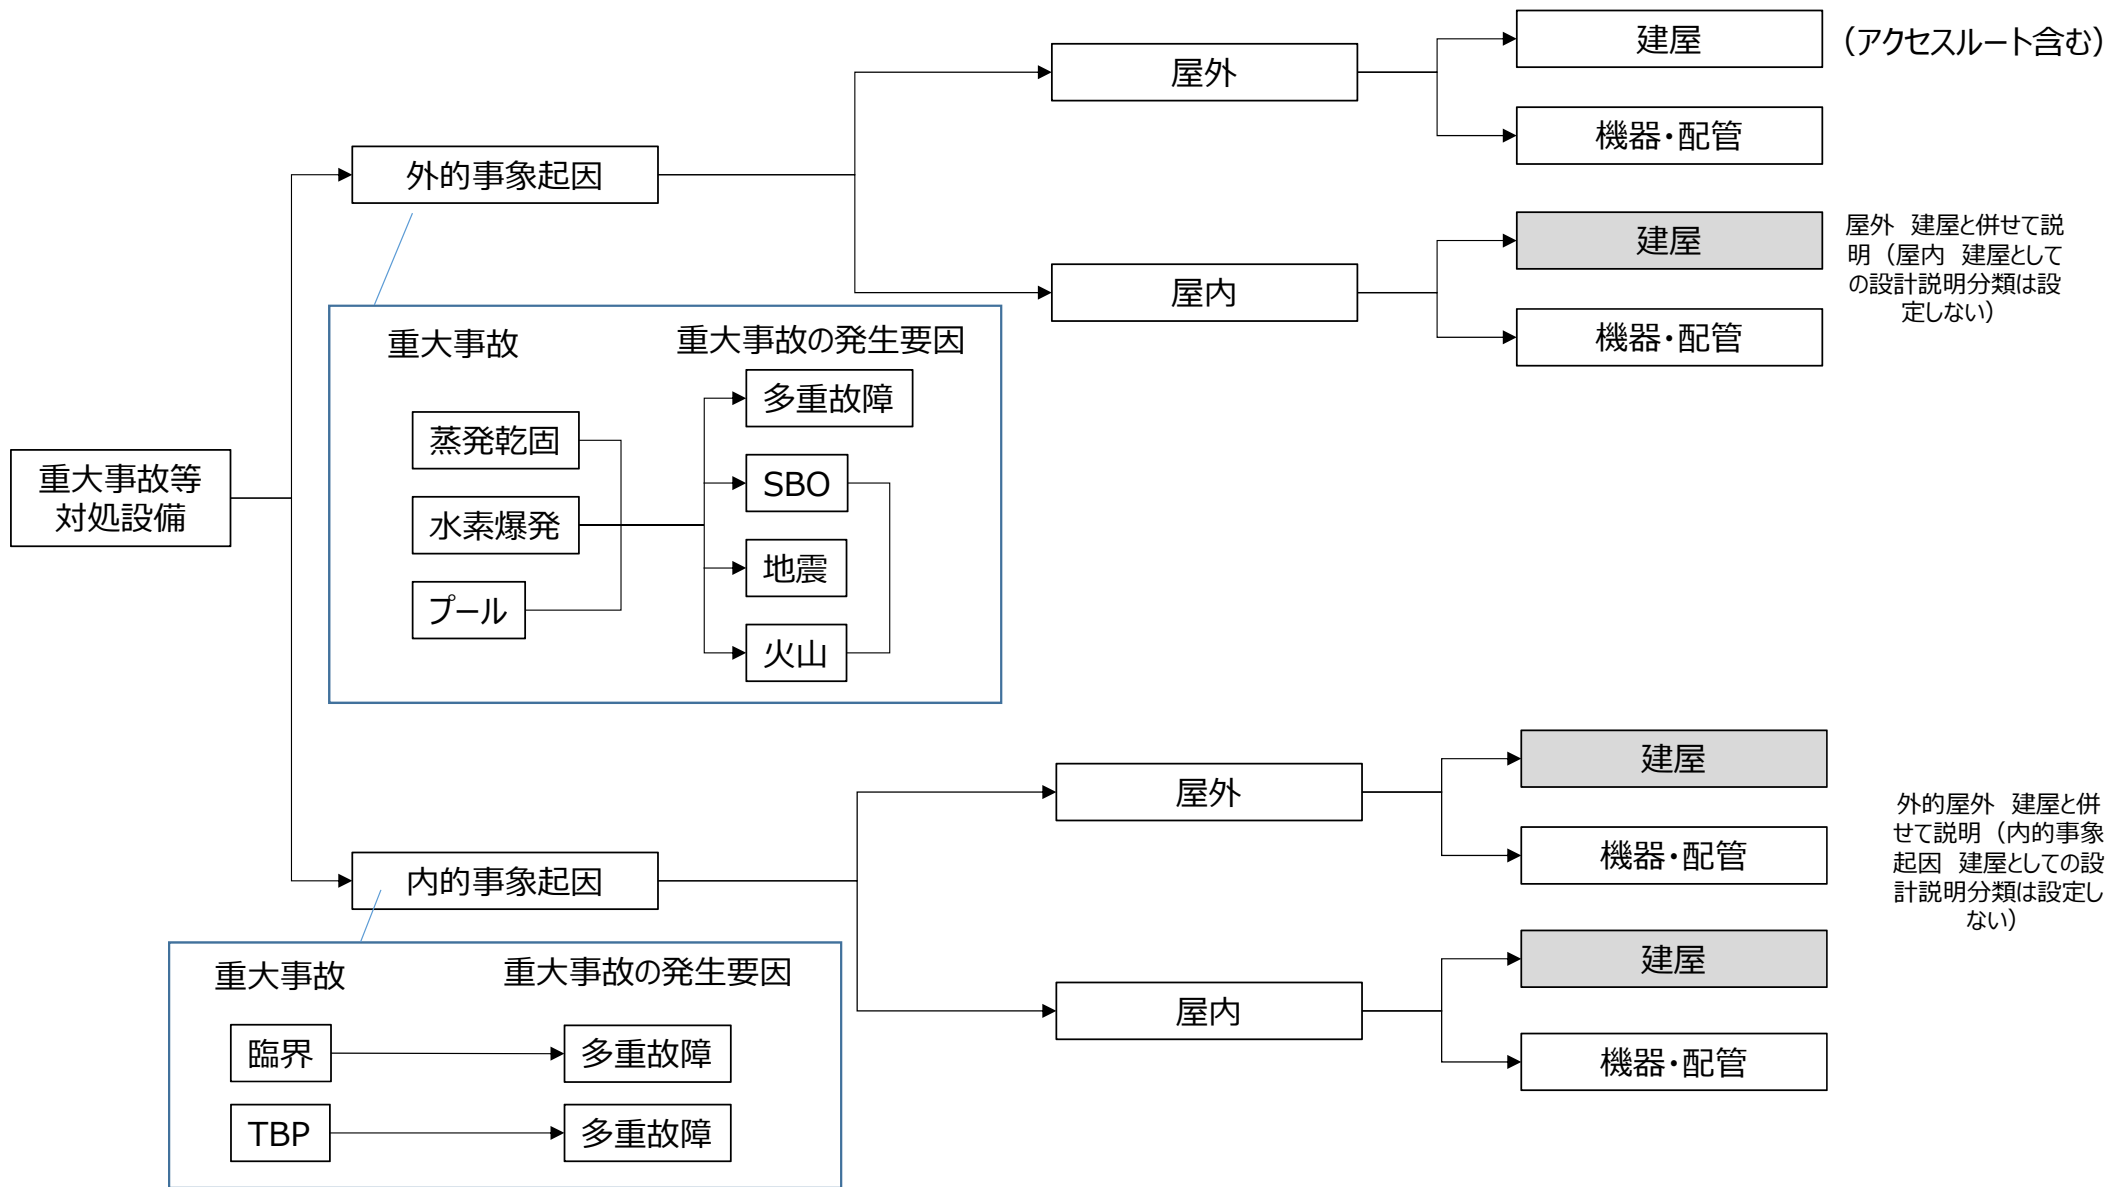 重大事故等
対処設備
外的事象起因
屋外
建屋
（アクセスルート含む）
機器・配管
屋内
建屋
屋外　建屋と併せて説
明（屋内　建屋として
の設計説明分類は設
定しない）
機器・配管
重大事故
重大事故の発生要因
蒸発乾固
水素爆発
プール
多重故障
SBO
地震
火山
内的事象起因
屋外
建屋
機器・配管
外的屋外　建屋と併
せて説明（内的事象
起因　建屋としての設
計説明分類は設定し
ない）
屋内
建屋
機器・配管
重大事故
重大事故の発生要因
臨界
多重故障
TBP
多重故障